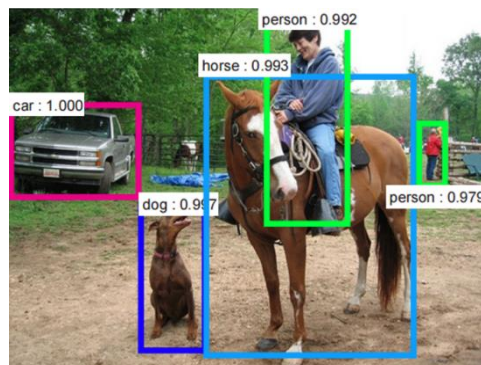 person : 0.992
horse : 0.993
car : 1.000
dog : 0.997
person : 0.979